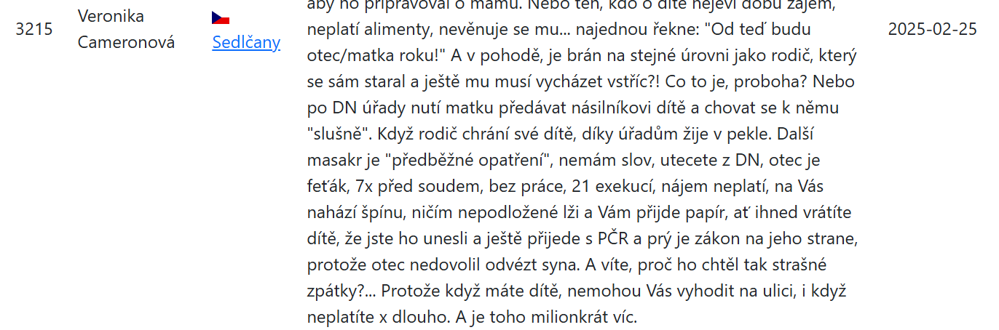 aby ho připravoval o mámu. Nebo ten, kdo o dítě nejeví dobu zájem,
3215 Veronika Cameronová Sedlčany neplatí alimenty, nevěnuje se mu... najednou řekne: "Od teď budu 2025-02-25
otec/matka roku!" A v pohodě, je brán na stejné úrovni jako rodič, který
se sám staral a ještě mu musí vycházet vstříc?! Co to je, proboha? Nebo
po DN úřady nutí matku předávat násilníkovi dítě a chovat se k němu
"slušně". Když rodič chrání své dítě, díky úřadům žije v pekle. Další
masakr je "předběžné opatření", nemám slov, utecete z DN, otec je
feťák, 7x před soudem, bez práce, 21 exekucí, nájem neplatí, na Vás
nahází špínu, ničím nepodložené lži a Vám přijde papír, ať ihned vrátíte
dítě, že jste ho unesli a ještě přijede s PČR a prý je zákon na jeho strane,
protože otec nedovolil odvézt syna. A víte, proč ho chtěl tak strašné
zpátky?... Protože když máte dítě, nemohou Vás vyhodit na ulici, i když
neplatíte x dlouho. A je toho milionkrát víc.